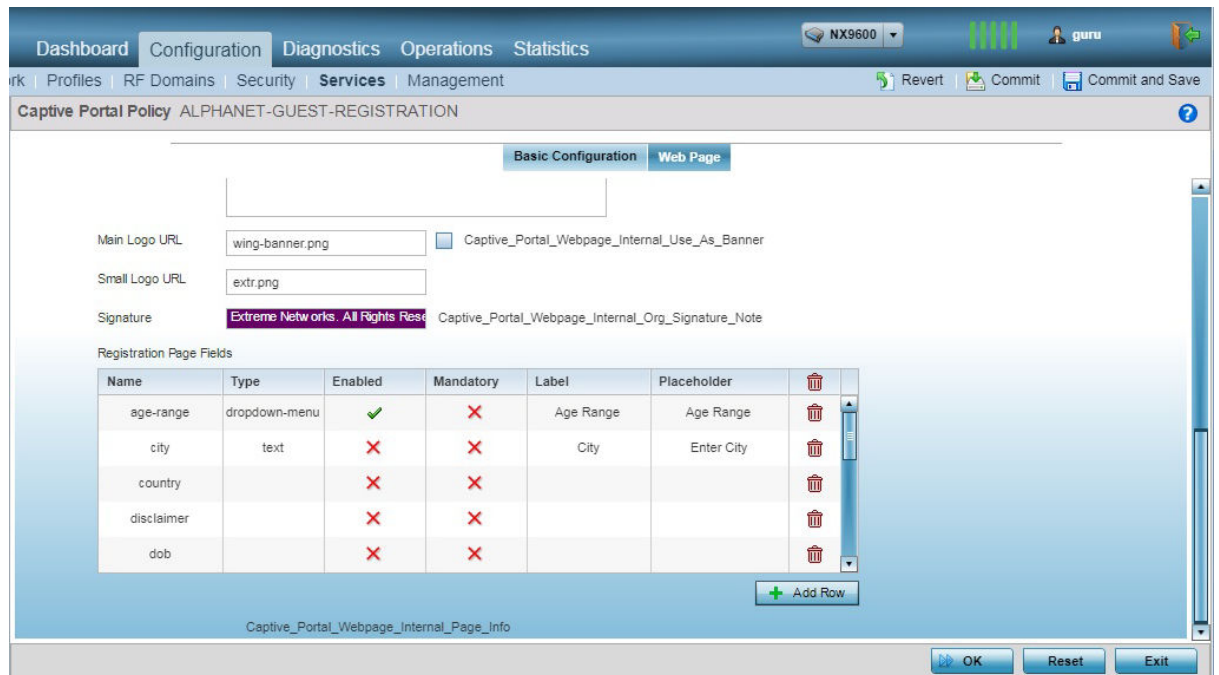 NX9600
guru
Dashboard Configuration Diagnostics Operations Statistics
rk | Profiles | RF Domains | Security | Services | Management
Revert | Commit | Commit and Save
Captive Portal Policy ALPHANET-GUEST-REGISTRATION
Basic Configuration Web Page
Main Logo URL wing-banner.png Captive_Portal_Webpage_Internal_Use_As_Banner
Small Logo URL extr.png
Signature Extreme Networks. All Rights Rese Captive_Portal_Webpage_Internal_Org_Signature_Note
Registration Page Fields
Name Type Enabled Mandatory Label Placeholder
age-range dropdown-menu Age Range Age Range
city text City Enter City
country
disclaimer
dob
Add Row
Captive_Portal_Webpage_Internal_Page_Info
OK Reset Exit